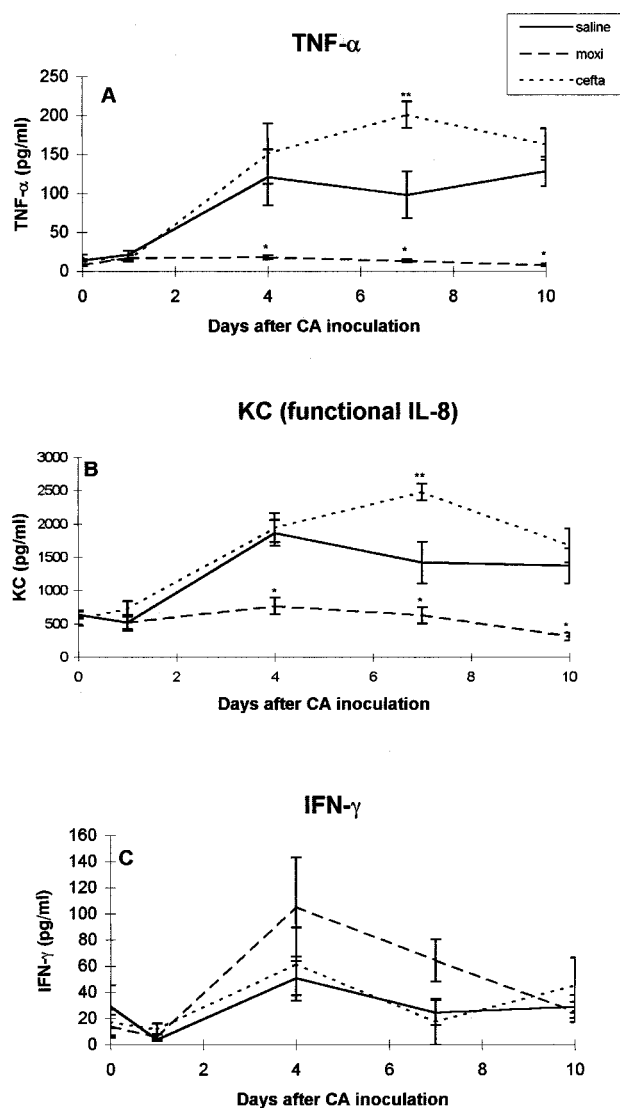 saline
moxi
cefta
TNF-α
A
**
* * *
TNF-α (pg/ml)
250
200
150
100
50
0
0 2 4 6 8 10
Days after CA inoculation
KC (functional IL-8)
B
**
* * *
KC (pg/ml)
3000
2500
2000
1500
1000
500
0
0 2 4 6 8 10
Days after CA inoculation
IFN-γ
C
IFN-γ (pg/ml)
160
140
120
100
80
60
40
20
0
0 2 4 6 8 10
Days after CA inoculation